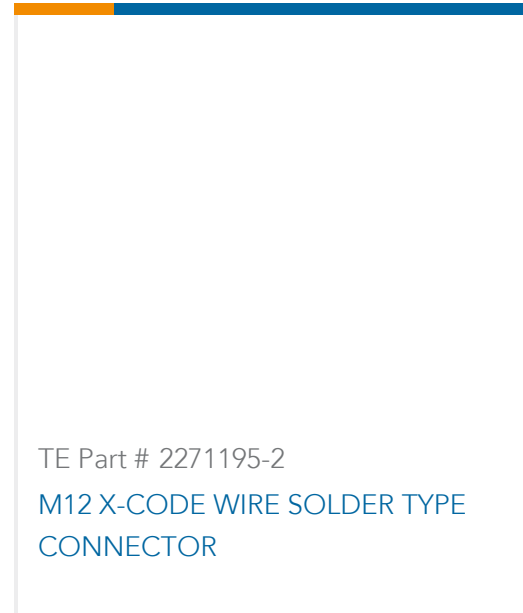 TE Part # 2271195-2
M12 X-CODE WIRE SOLDER TYPE
CONNECTOR